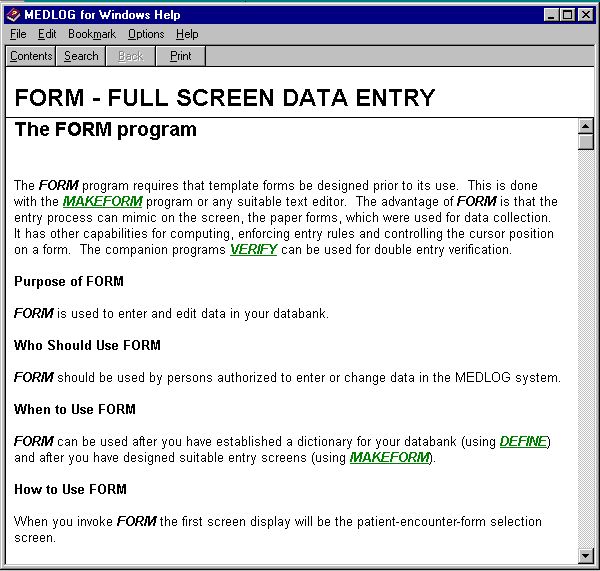 MEDLOG for Windows Help
File Edit Bookmark Options Help
Contents Search Back Print
FORM - FULL SCREEN DATA ENTRY
The FORM program
The FORM program requires that template forms be designed prior to its use.  This is done
with the MAKEFORM program or any suitable text editor.  The advantage of FORM is that the
entry process can mimic on the screen, the paper forms, which were used for data collection.
It has other capabilities for computing, enforcing entry rules and controlling the cursor position
on a form.  The companion programs VERIFY can be used for double entry verification.
Purpose of FORM
FORM is used to enter and edit data in your databank.
Who Should Use FORM
FORM should be used by persons authorized to enter or change data in the MEDLOG system.
When to Use FORM
FORM can be used after you have established a dictionary for your databank (using DEFINE)
and after you have designed suitable entry screens (using MAKEFORM).
How to Use FORM
When you invoke FORM the first screen display will be the patient-encounter-form selection
screen.